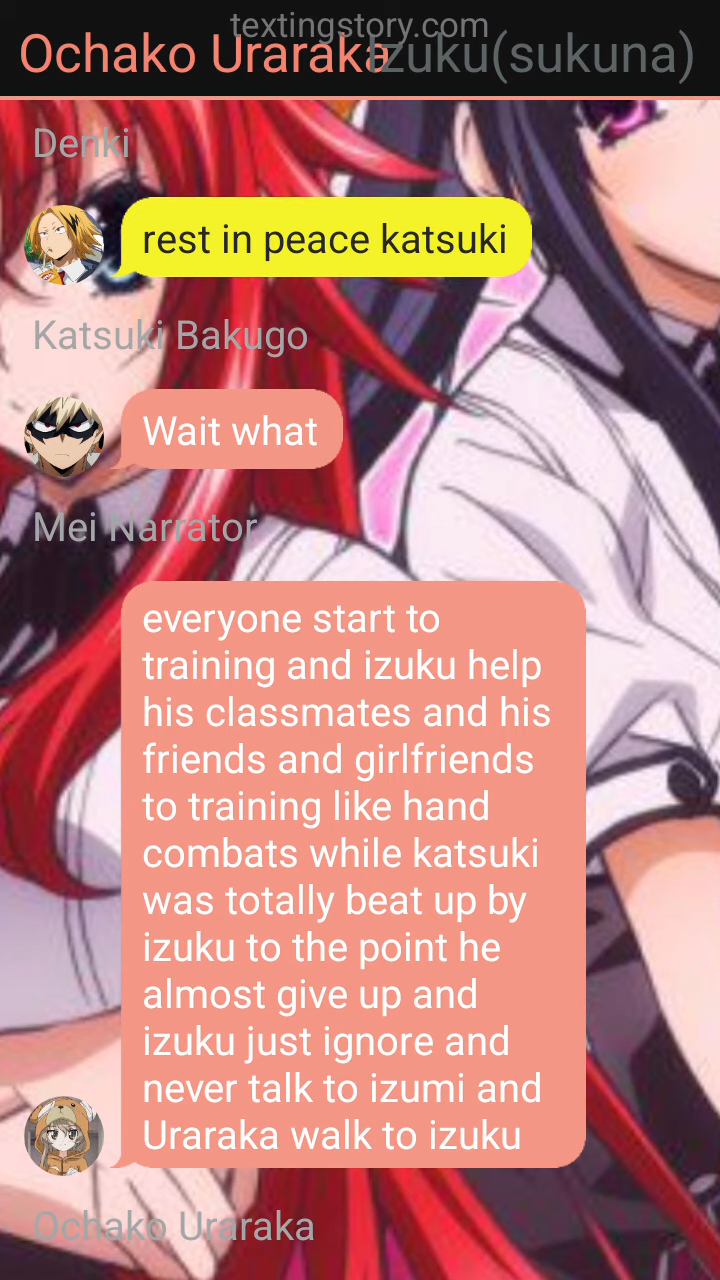 textingstory.com
Ochako Uraraka Izuku(sukuna)
Denki
rest in peace katsuki
Katsuki Bakugo
Wait what
Mei Narrator
everyone start to
training and izuku help
his classmates and his
friends and girlfriends
to training like hand
combats while katsuki
was totally beat up by
izuku to the point he
almost give up and
izuku just ignore and
never talk to izumi and
Uraraka walk to izuku
Ochako Uraraka